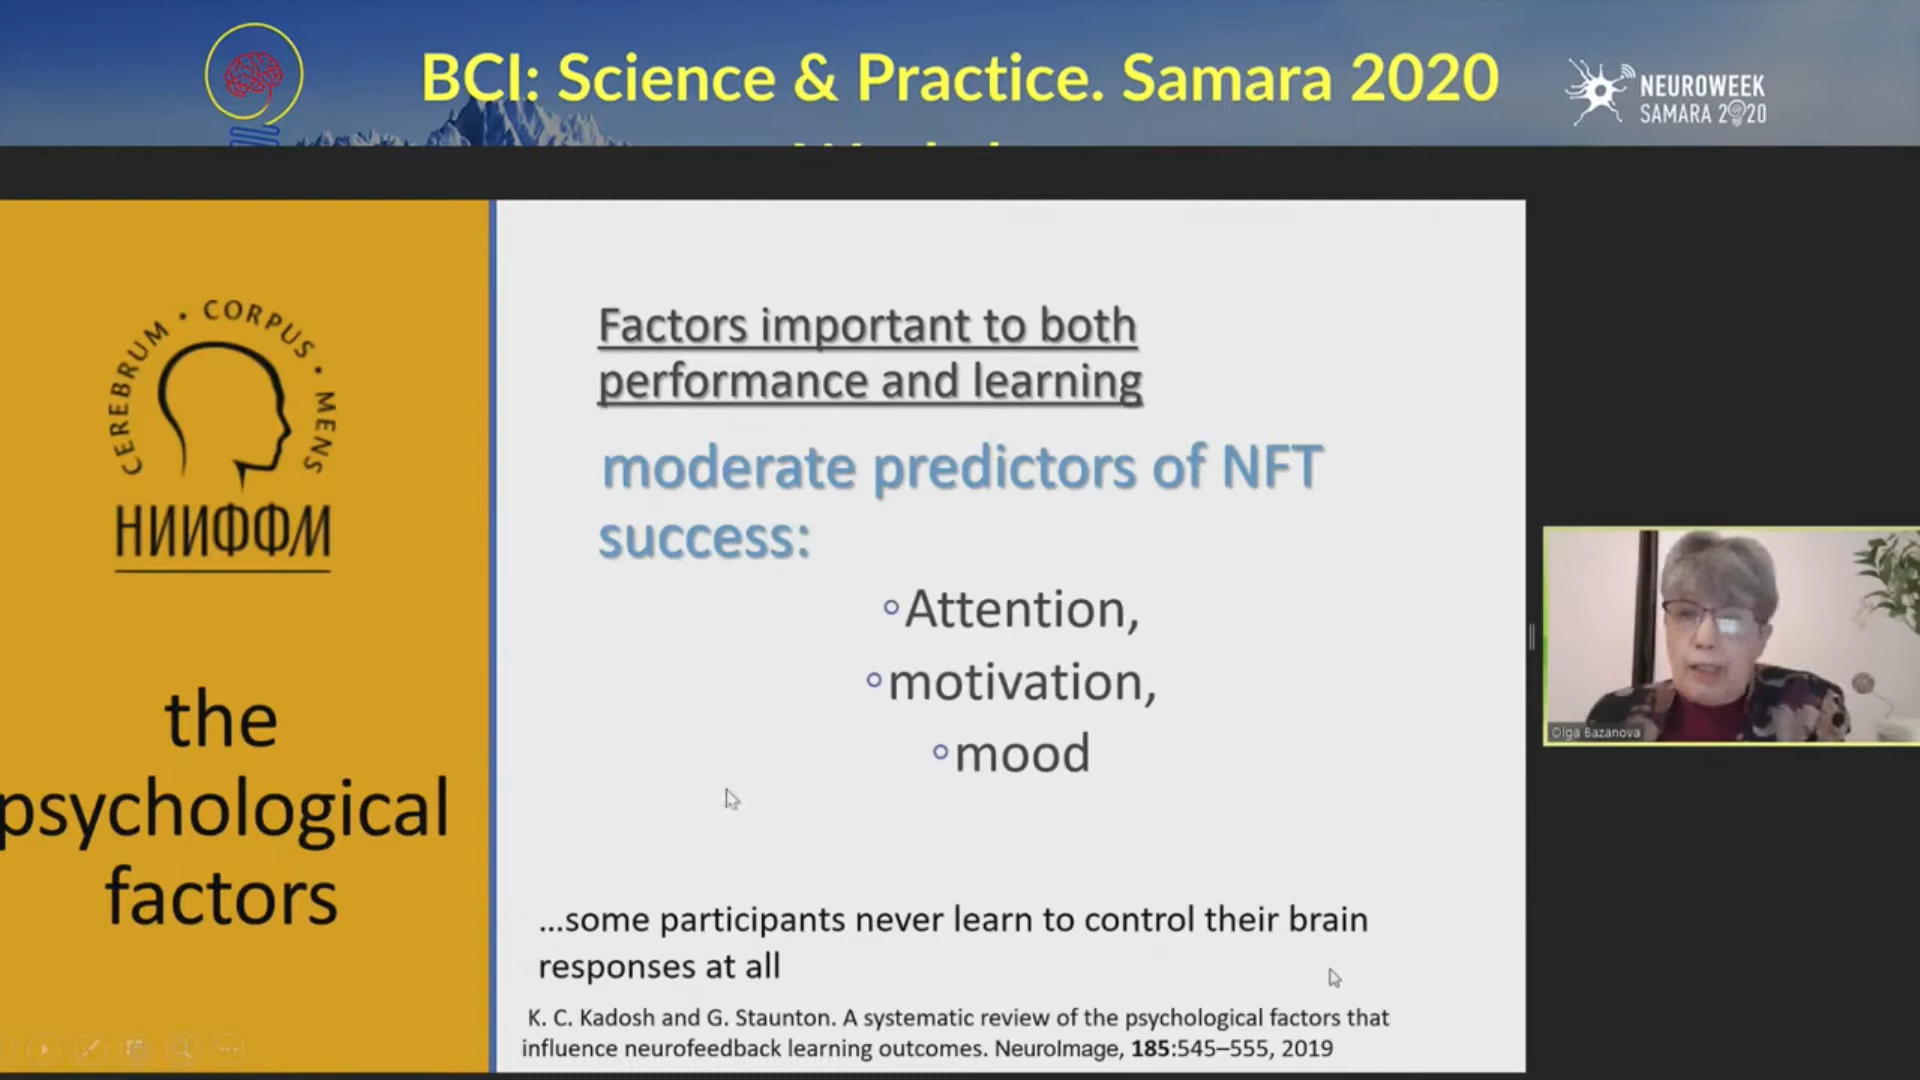 BCI: Science & Practice. Samara 2020
NEUROWEEK
SAMARA 2020
CEREBRUM • CORPUS • MENS
НИИФФМ
the
psychological
factors
Factors important to both
performance and learning
moderate predictors of NFT
success:
Attention,
motivation,
mood
...some participants never learn to control their brain
responses at all
K. C. Kadosh and G. Staunton. A systematic review of the psychological factors that
influence neurofeedback learning outcomes. NeuroImage, 185:545–555, 2019
Olga Bazanova